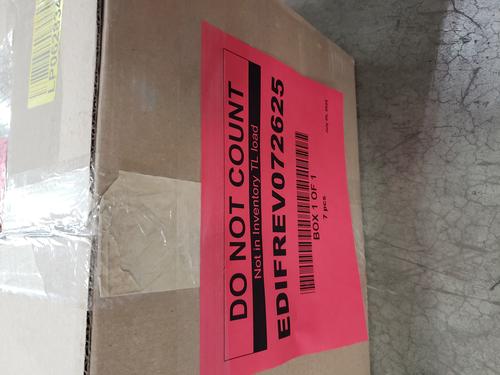 DO NOT COUNT
Not in Inventory TL load
EDIFREV072625
BOX 1 OF 1
7 pcs